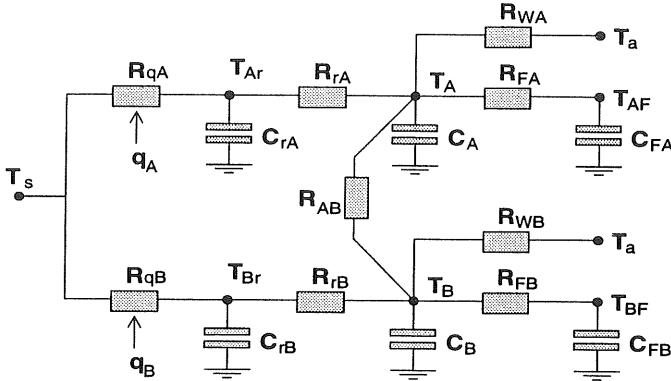 R_WA
T_a
R_qA T_Ar R_rA T_A R_FA T_AF
C_rA C_A C_FA
q_A
T_s
R_AB
R_WB
T_a
R_qB T_Br R_rB T_B R_FB T_BF
C_rB C_B C_FB
q_B